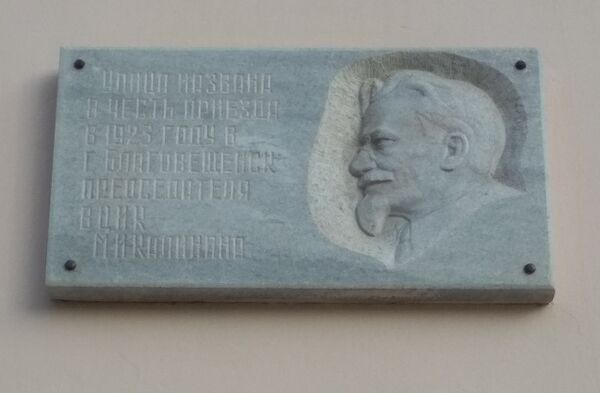 УЛИЦА НАЗВАНА
В ЧЕСТЬ ПРИЕЗДА
В 1923 ГОДУ В
Г. БЛАГОВЕЩЕНСК
ПРЕДСЕДАТЕЛЯ
ВЦИК
М.И.КАЛИНИНА